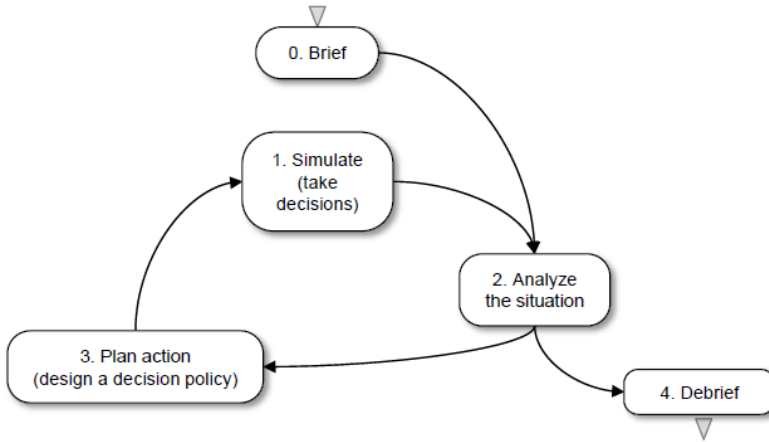 0. Brief
1. Simulate
(take
decisions)
2. Analyze
the situation
3. Plan action
(design a decision policy)
4. Debrief